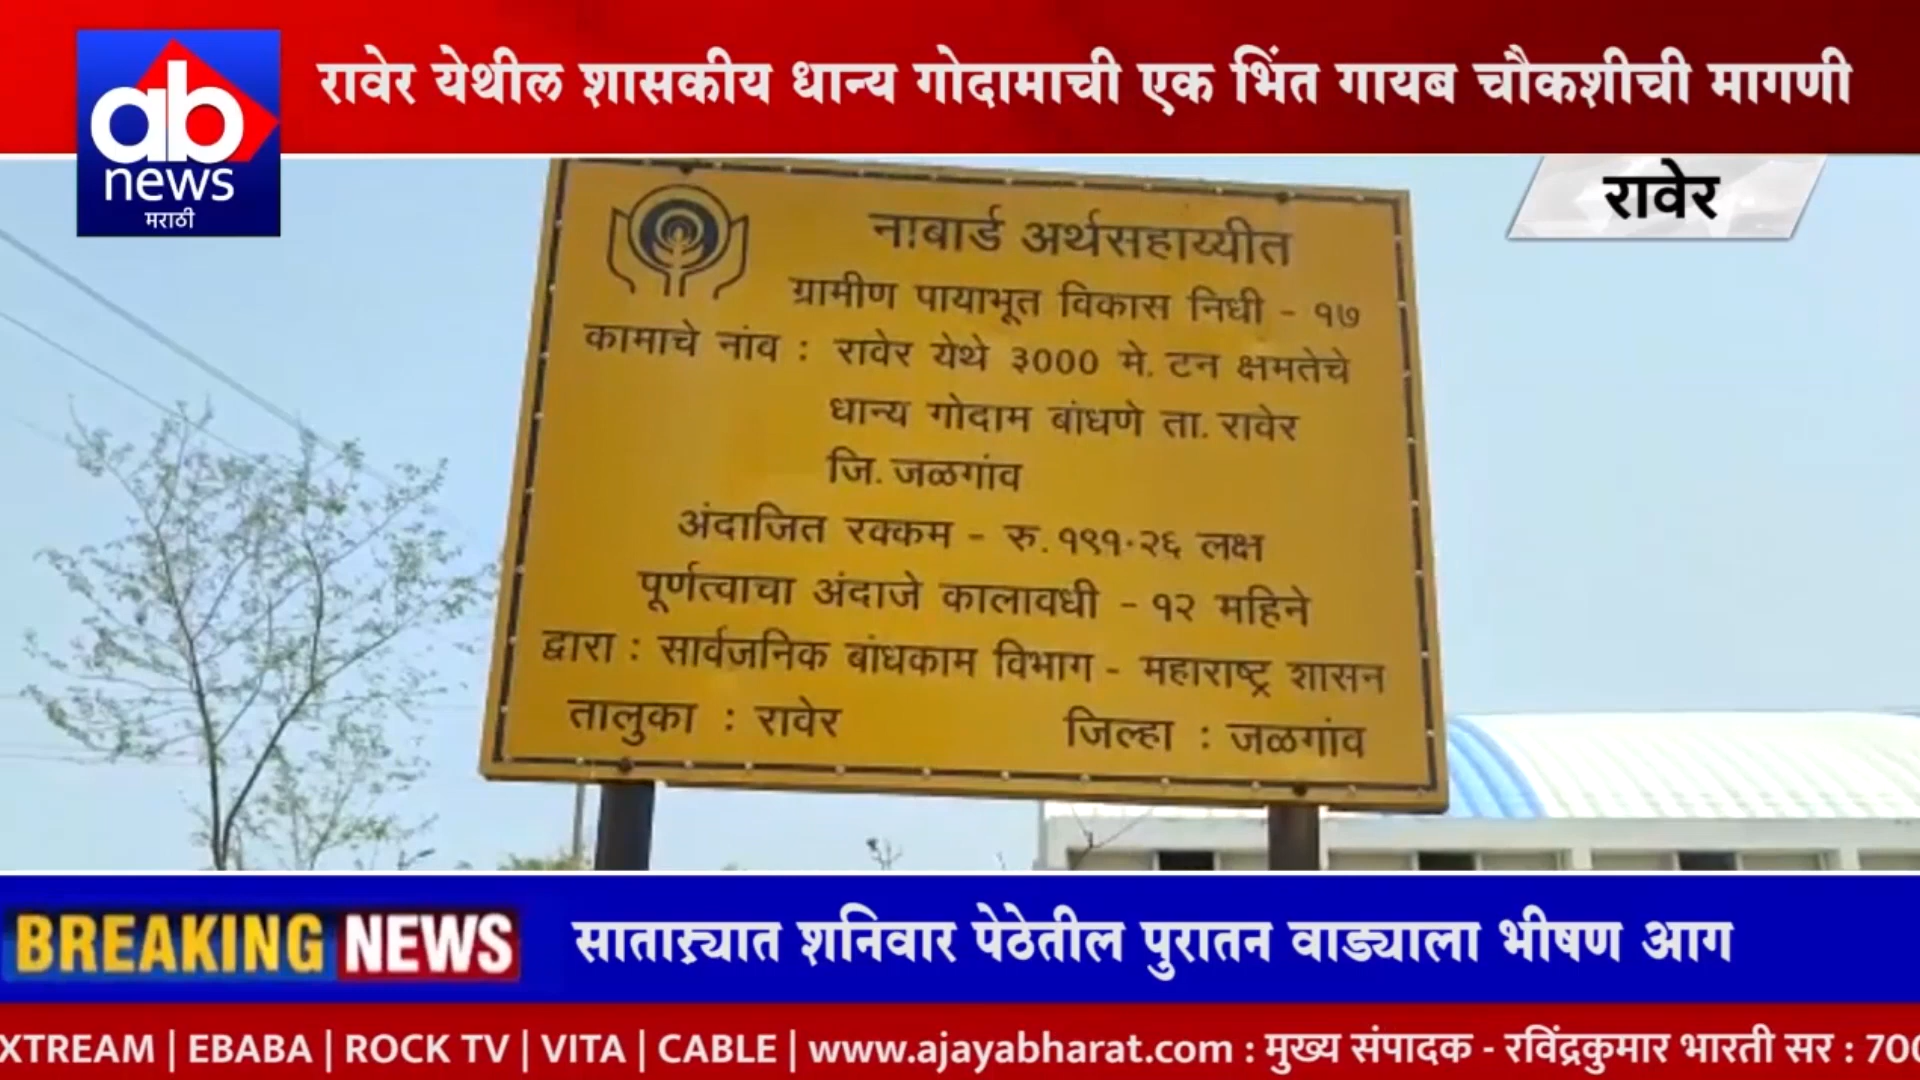 रावेर येथील शासकीय धान्य गोदामाची एक भिंत गायब चौकशीची मागणी
ab
news
मराठी
रावेर
नाबार्ड अर्थसहाय्यीत
ग्रामीण पायाभूत विकास निधी - १७
कामाचे नांव : रावेर येथे ३००० मे. टन क्षमतेचे
धान्य गोदाम बांधणे ता. रावेर
जि. जळगांव
अंदाजित रक्कम - रु. १९१.२६ लक्ष
पूर्णत्वाचा अंदाजे कालावधी - १२ महिने
द्वारा : सार्वजनिक बांधकाम विभाग - महाराष्ट्र शासन
तालुका : रावेर जिल्हा : जळगांव
BREAKING NEWS
साताऱ्यात शनिवार पेठेतील पुरातन वाड्याला भीषण आग
XTREAM | EBABA | ROCK TV | VITA | CABLE | www.ajayabharat.com : मुख्य संपादक - रविंद्रकुमार भारती सर : 700